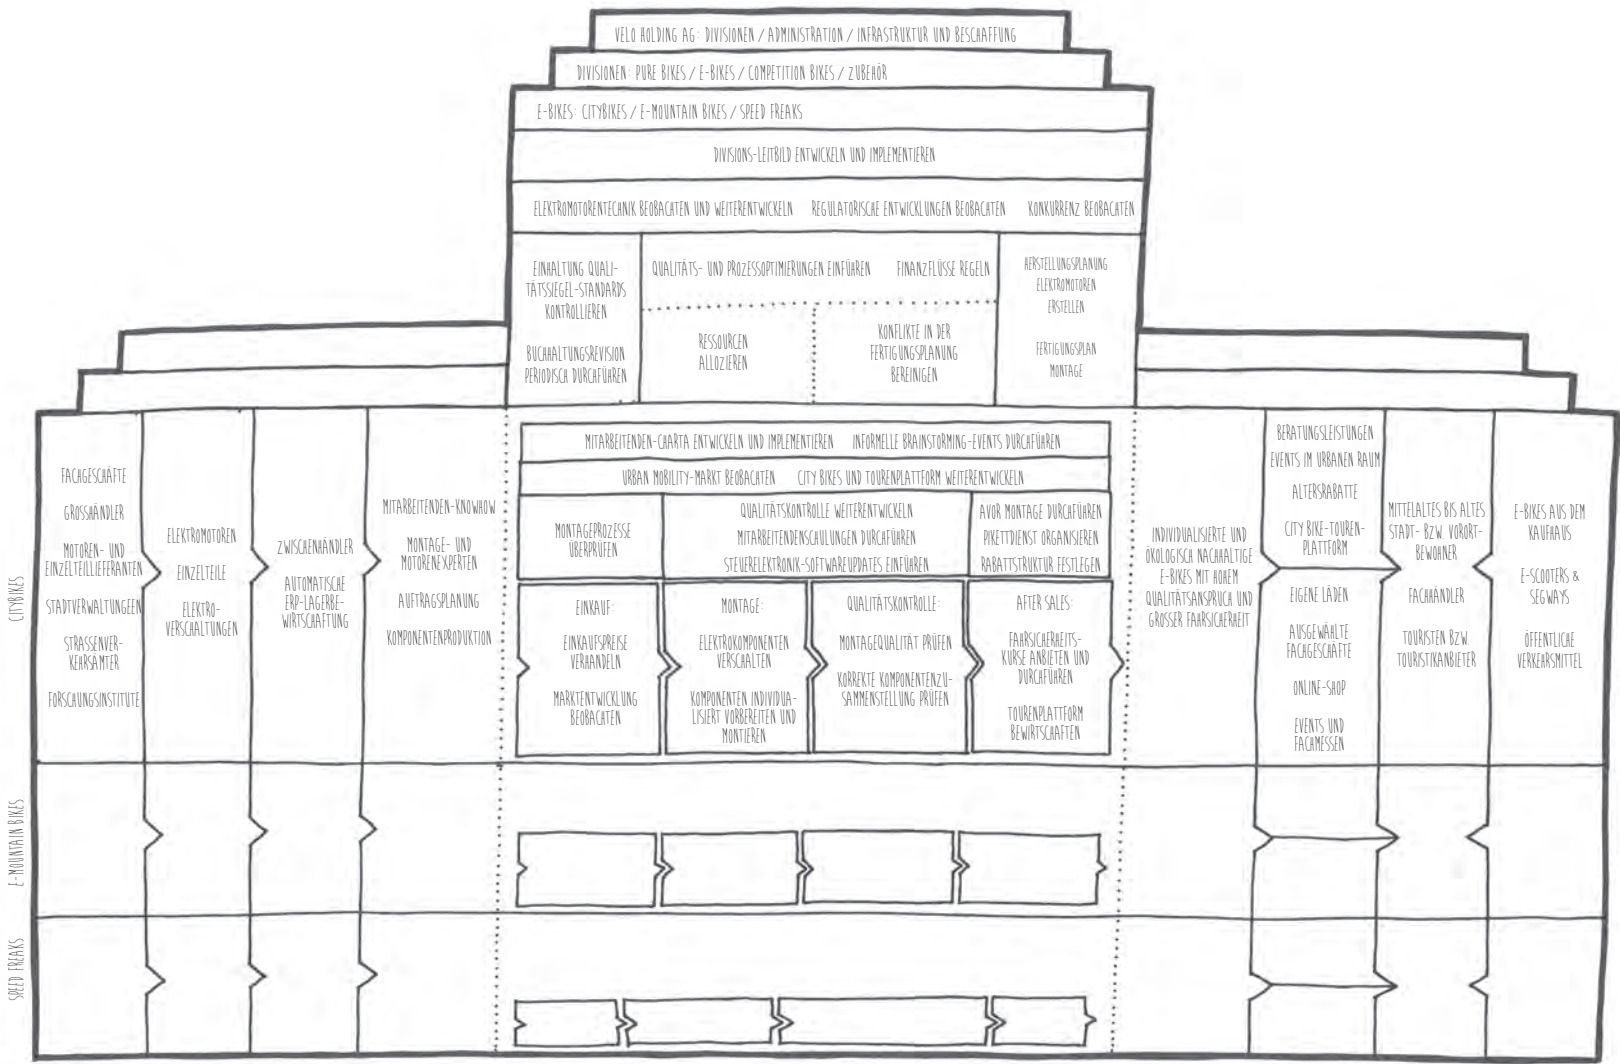 VELO HOLDING AG: DIVISIONEN / ADMINISTRATION / INFRASTRUKTUR UND BESCHAFFUNG
DIVISIONEN: PURE BIKES / E-BIKES / COMPETITION BIKES / ZUBEHÖR
E-BIKES: CITYBIKES / E-MOUNTAIN BIKES / SPEED FREAKS
DIVISIONS-LEITBILD ENTWICKELN UND IMPLEMENTIEREN
ELEKTROMOTORENTECHNIK BEOBACHTEN UND WEITERENTWICKELN REGULATORISCHE ENTWICKLUNGEN BEOBACHTEN KONKURRENZ BEOBACHTEN
EINHALTUNG QUALI-
TÄTSSIEGEL-STANDARDS
KONTROLLIEREN
BUCHHALTUNGSREVISION
PERIODISCH DURCHFÜHREN
QUALITÄTS- UND PROZESSOPTIMIERUNGEN EINFÜHREN FINANZFLÜSSE REGELN
RESSOURCEN
ALLOZIEREN
KONFLIKTE IN DER
FERTIGUNGSPLANUNG
BEREINIGEN
HERSTELLUNGSPLANUNG
ELEKTROMOTOREN
ERSTELLEN
FERTIGUNGSPLAN
MONTAGE
CITYBIKES
FACHGESCHÄFTE
GROSSHÄNDLER
MOTOREN- UND
EINZELTEILLIEFERANTEN
STADTVERWALTUNGEEN
STRASSENVER-
KEHRSÄMTER
FORSCHUNGSINSTITUTE
ELEKTROMOTOREN
EINZELTEILE
ELEKTRO-
VERSCHALTUNGEN
ZWISCHENHÄNDLER
AUTOMATISCHE
ERP-LAGERBE-
WIRTSCHAFTUNG
MITARBEITENDEN-KNOWHOW
MONTAGE- UND
MOTORENEXPERTEN
AUFTRAGSPLANUNG
KOMPONENTENPRODUKTION
MITARBEITENDEN-CHARTA ENTWICKELN UND IMPLEMENTIEREN INFORMELLE BRAINSTORMING-EVENTS DURCHFÜHREN
URBAN MOBILITY-MARKT BEOBACHTEN CITY BIKES UND TOURENPLATTFORM WEITERENTWICKELN
MONTAGEPROZESSE
ÜBERPRÜFEN
QUALITÄTSKONTROLLE WEITERENTWICKELN
MITARBEITENDENSCHULUNGEN DURCHFÜHREN
STEUERELEKTRONIK-SOFTWAREUPDATES EINFÜHREN
AVOR MONTAGE DURCHFÜHREN
PIKETTDIENST ORGANISIEREN
RABATTSTRUKTUR FESTLEGEN
EINKAUF:
EINKAUFSPREISE
VERHANDELN
MARKTENTWICKLUNG
BEOBACHTEN
MONTAGE:
ELEKTROKOMPONENTEN
VERSCHALTEN
KOMPONENTEN INDIVIDUA-
LISIERT VORBEREITEN UND
MONTIEREN
QUALITÄTSKONTROLLE:
MONTAGEQUALITÄT PRÜFEN
KORREKTE KOMPONENTENZU-
SAMMENSTELLUNG PRÜFEN
AFTER SALES:
FAHRSICHERHEITS-
KURSE ANBIETEN UND
DURCHFÜHREN
TOURENPLATTFORM
BEWIRTSCHAFTEN
INDIVIDUALISIERTE UND
ÖKOLOGISCH NACHHALTIGE
E-BIKES MIT HOHEM
QUALITÄTSANSPRUCH UND
GROSSER FAHRSICHERHEIT
BERATUNGSLEISTUNGEN
EVENTS IM URBANEN RAUM
ALTERSRABATTE
CITY BIKE-TOUREN-
PLATTFORM
EIGENE LÄDEN
AUSGEWÄHLTE
FACHGESCHÄFTE
ONLINE-SHOP
EVENTS UND
FACHMESSEN
MITTELALTES BIS ALTES
STADT- BZW. VORORT-
BEWOHNER
FACHHÄNDLER
TOURISTEN BZW.
TOURISTIKANBIETER
E-BIKES AUS DEM
KAUFHAUS
E-SCOOTERS &
SEGWAYS
ÖFFENTLICHE
VERKEHRSMITTEL
E-MOUNTAIN BIKES
SPEED FREAKS